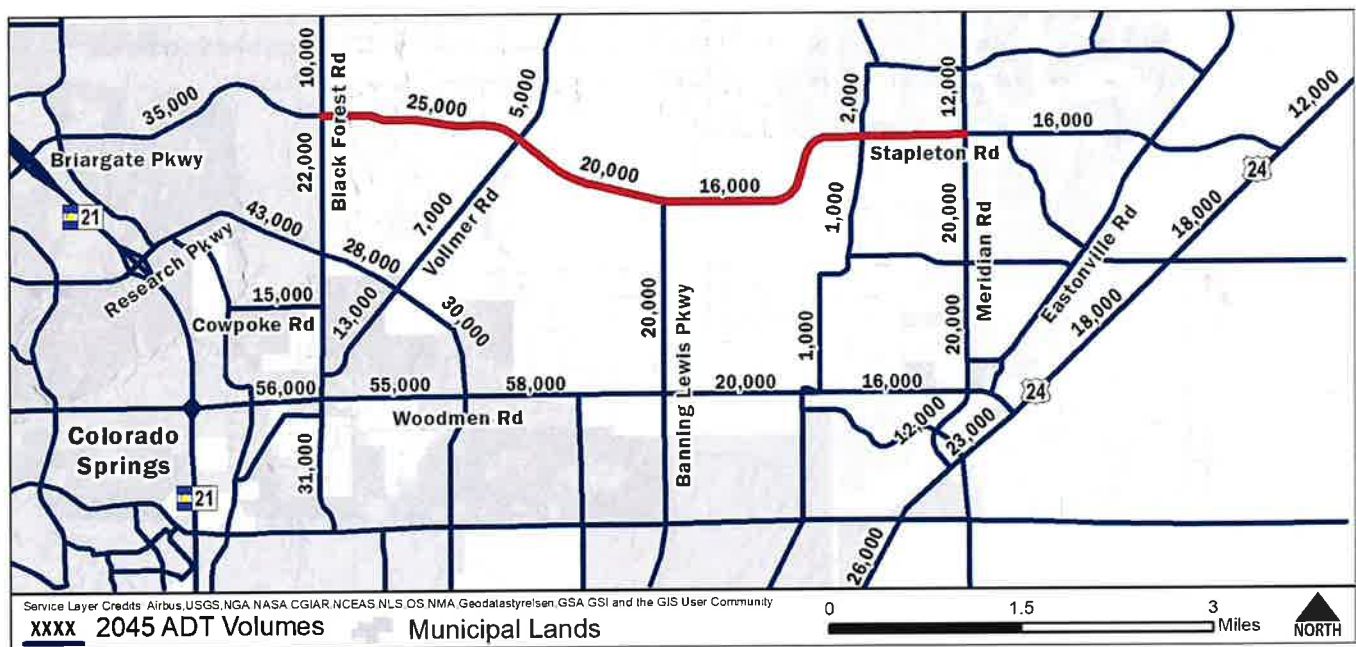 10,000
Black Forest Rd
35,000
25,000
5,000
2,000
12,000
16,000
12,000
Briargate Pkwy
22,000
Stapleton Rd
24
20,000
16,000
21
43,000
7,000
Vollmer Rd
1,000
20,000
Meridian Rd
Eastonville Rd
18,000
Research Pkwy
28,000
15,000
Cowpoke Rd
13,000
30,000
20,000
Banning Lewis Pkwy
1,000
20,000
18,000
56,000
55,000
58,000
20,000
16,000
24
Woodmen Rd
12,000
23,000
Colorado
Springs
31,000
21
26,000
Service Layer Credits Airbus,USGS,NGA NASA CGIAR,NCEAS NLS OS NMA,Geodatastyrelsen,GSA GSI and the GIS User Community
0 1.5 3
Miles
XXXX 2045 ADT Volumes
Municipal Lands
NORTH